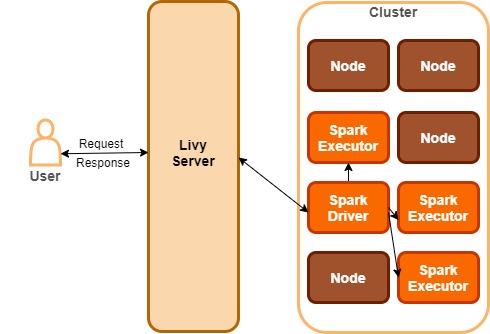 Cluster
Node
Node
Request
Response
User
Livy
Server
Spark
Executor
Node
Spark
Driver
Spark
Executor
Node
Spark
Executor